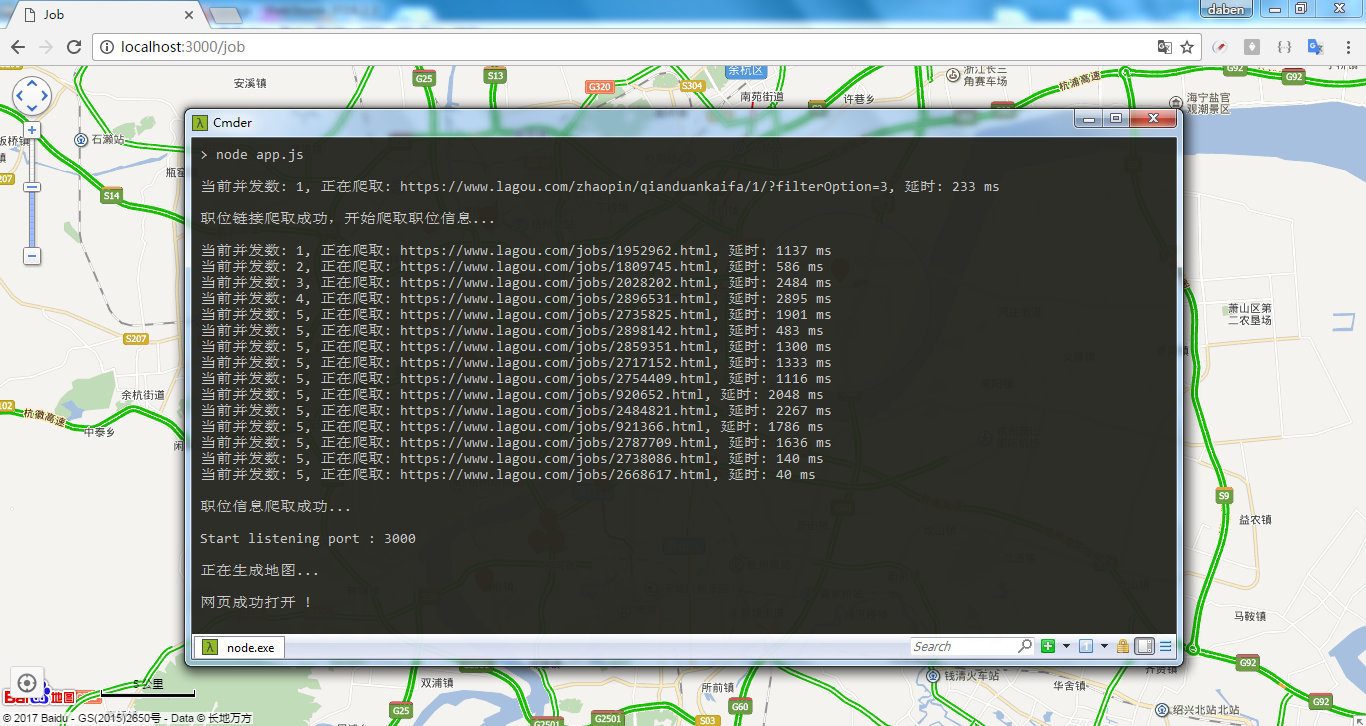 Job
daben
localhost:3000/job
安溪镇
G25
S13
G320
S304
余杭区
南苑街道
许巷乡
浙江长三
角赛车场
杭浦高速
G92
G92
海宁盐官
观潮景区
石濑站
S14
S207
余杭街道
杭徽高速
中泰乡
萧山区第
二农垦场
S9
益农镇
马鞍镇
Cmder
> node app.js
当前并发数: 1, 正在爬取: https://www.lagou.com/zhaopin/qianduankaifa/1/?filterOption=3, 延时: 233 ms
职位链接爬取成功，开始爬取职位信息...
当前并发数: 1, 正在爬取: https://www.lagou.com/jobs/1952962.html, 延时: 1137 ms
当前并发数: 2, 正在爬取: https://www.lagou.com/jobs/1809745.html, 延时: 586 ms
当前并发数: 3, 正在爬取: https://www.lagou.com/jobs/2028202.html, 延时: 2484 ms
当前并发数: 4, 正在爬取: https://www.lagou.com/jobs/2896531.html, 延时: 2895 ms
当前并发数: 5, 正在爬取: https://www.lagou.com/jobs/2735825.html, 延时: 1901 ms
当前并发数: 5, 正在爬取: https://www.lagou.com/jobs/2898142.html, 延时: 483 ms
当前并发数: 5, 正在爬取: https://www.lagou.com/jobs/2859351.html, 延时: 1300 ms
当前并发数: 5, 正在爬取: https://www.lagou.com/jobs/2717152.html, 延时: 1333 ms
当前并发数: 5, 正在爬取: https://www.lagou.com/jobs/2754409.html, 延时: 1116 ms
当前并发数: 5, 正在爬取: https://www.lagou.com/jobs/920652.html, 延时: 2048 ms
当前并发数: 5, 正在爬取: https://www.lagou.com/jobs/2484821.html, 延时: 2267 ms
当前并发数: 5, 正在爬取: https://www.lagou.com/jobs/921366.html, 延时: 1786 ms
当前并发数: 5, 正在爬取: https://www.lagou.com/jobs/2787709.html, 延时: 1636 ms
当前并发数: 5, 正在爬取: https://www.lagou.com/jobs/2738086.html, 延时: 140 ms
当前并发数: 5, 正在爬取: https://www.lagou.com/jobs/2668617.html, 延时: 40 ms
职位信息爬取成功...
Start listening port : 3000
正在生成地图...
网页成功打开 !
node.exe
Search
双浦镇
G25
G2501
G2501
所前镇
G60
S03
钱清火车站
华舍镇
G92
G92
绍兴北站北站
5 公里
Bai 地图
© 2017 Baidu - GS(2015)2650号 - Data © 长地万方